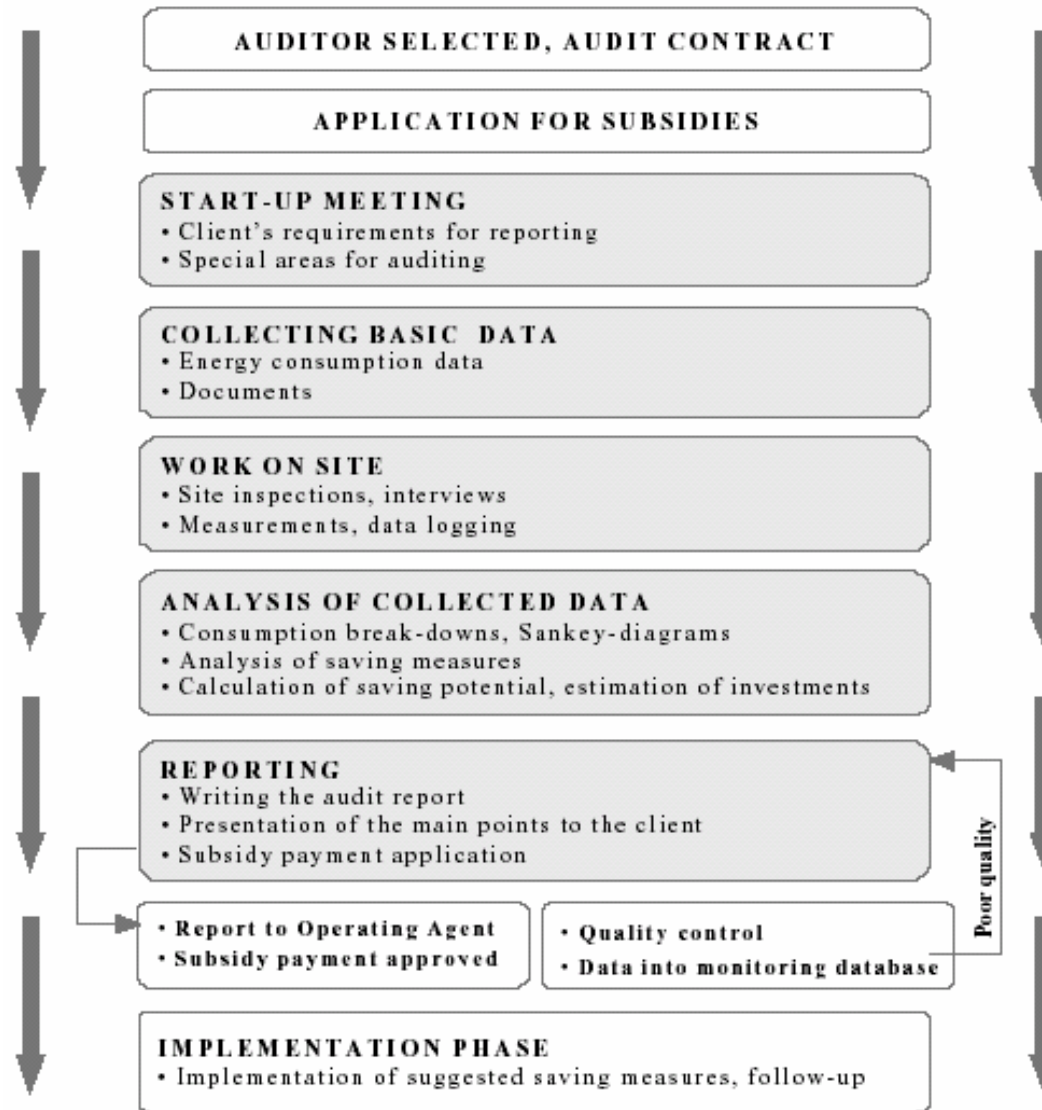 AUDITOR SELECTED, AUDIT CONTRACT
APPLICATION FOR SUBSIDIES
START-UP MEETING
• Client's requirements for reporting
• Special areas for auditing
COLLECTING BASIC DATA
• Energy consumption data
• Documents
WORK ON SITE
• Site inspections, interviews
• Measurements, data logging
ANALYSIS OF COLLECTED DATA
• Consumption break-downs, Sankey-diagrams
• Analysis of saving measures
• Calculation of saving potential, estimation of investments
REPORTING
• Writing the audit report
• Presentation of the main points to the client
• Subsidy payment application
Poor quality
• Report to Operating Agent
• Subsidy payment approved
• Quality control
• Data into monitoring database
IMPLEMENTATION PHASE
• Implementation of suggested saving measures, follow-up